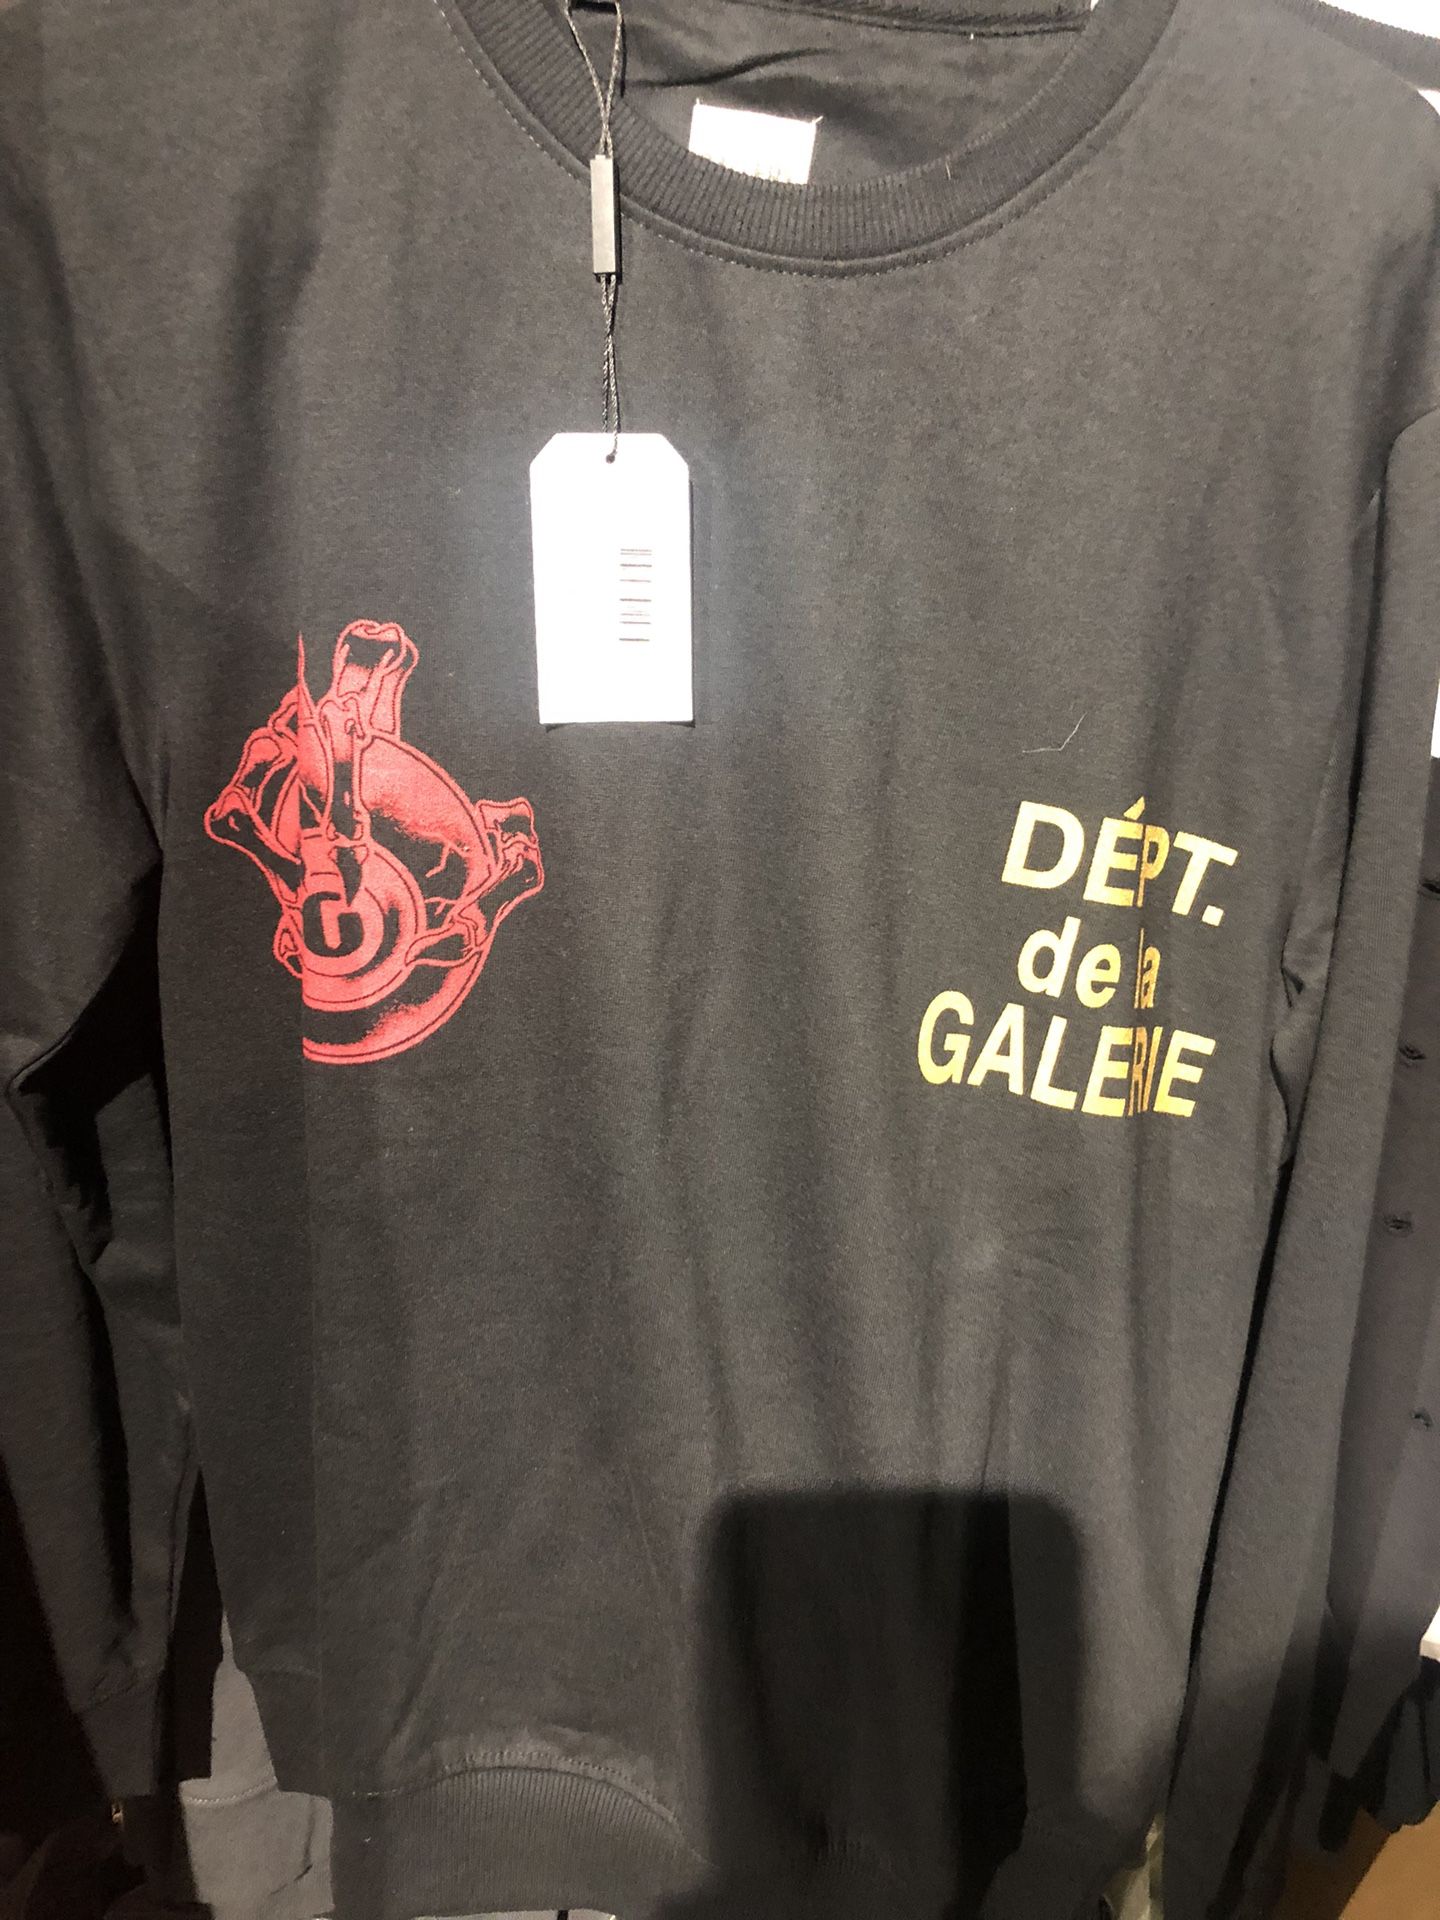 G
DÉPT.
de la
GALERIE